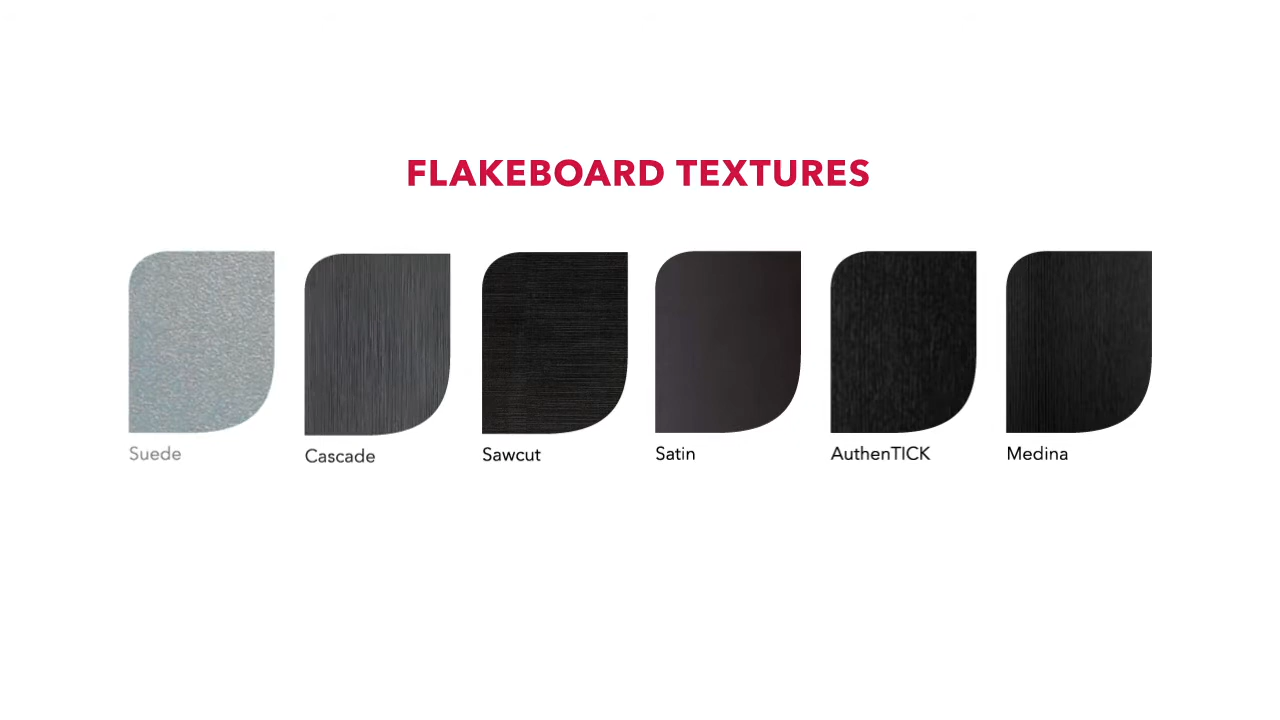 FLAKEBOARD TEXTURES
Suede
Cascade
Sawcut
Satin
AuthenTICK
Medina